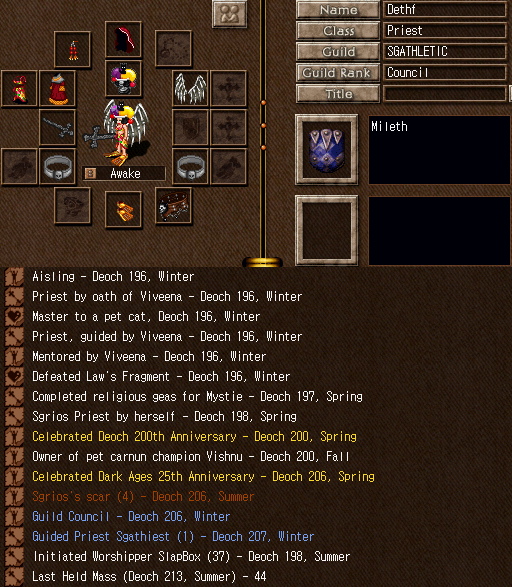 Name Dethf
Class Priest
Guild SGATHLETIC
Guild Rank Council
Title
Mileth
Awake
Aisling - Deoch 196, Winter
Priest by oath of Viveena - Deoch 196, Winter
Master to a pet cat, Deoch 196, Winter
Priest, guided by Viveena - Deoch 196, Winter
Mentored by Viveena - Deoch 196, Winter
Defeated Law's Fragment - Deoch 196, Winter
Completed religious geas for Mystie - Deoch 197, Spring
Sgrios Priest by herself - Deoch 198, Spring
Celebrated Deoch 200th Anniversary - Deoch 200, Spring
Owner of pet carnun champion Vishnu - Deoch 200, Fall
Celebrated Dark Ages 25th Anniversary - Deoch 206, Spring
Sgrios's scar (4) - Deoch 206, Summer
Guild Council - Deoch 206, Winter
Guided Priest Sgathiest (1) - Deoch 207, Winter
Initiated Worshipper SlapBox (37) - Deoch 198, Summer
Last Held Mass (Deoch 213, Summer) - 44